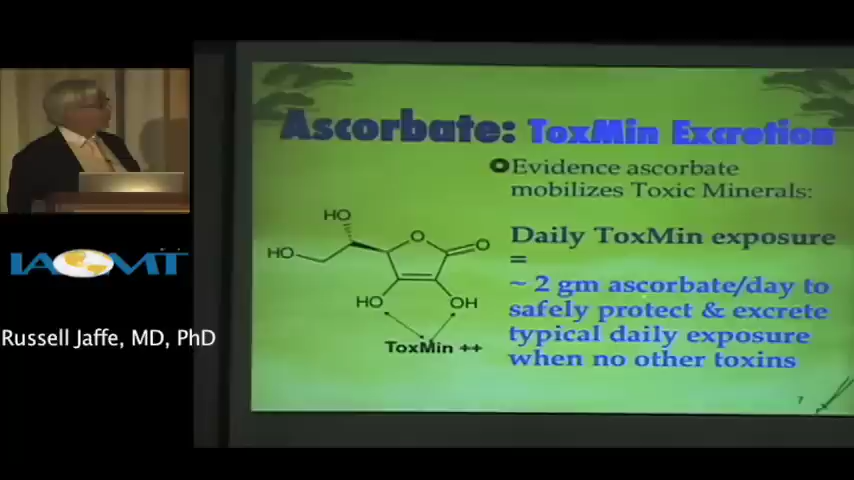 Ascorbate: ToxMin Excretion
Evidence ascorbate
mobilizes Toxic Minerals:
Daily ToxMin exposure
=
~ 2 gm ascorbate/day to
safely protect & excrete
typical daily exposure
when no other toxins
HO
HO
O
O
HO
OH
ToxMin ++
7
IAOMT
Russell Jaffe, MD, PhD